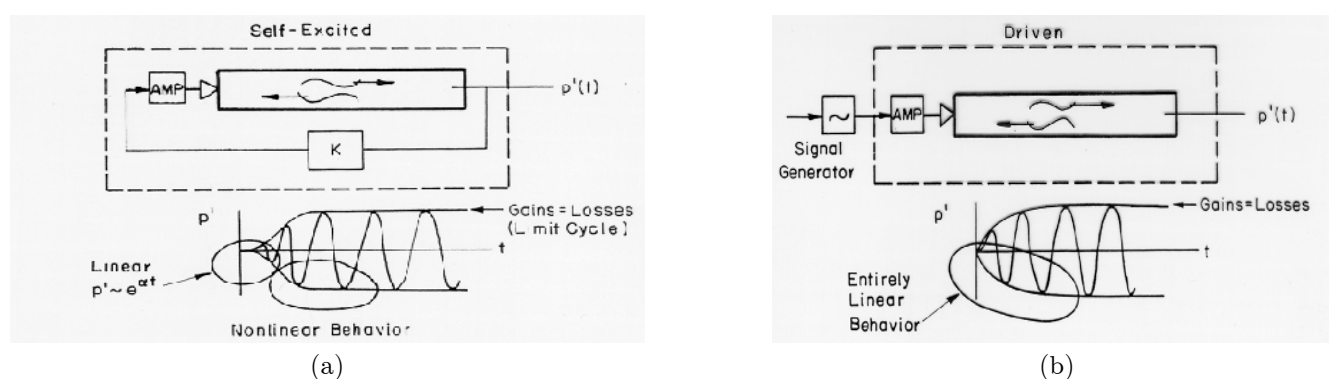 Self-Excited
AMP
p'(t)
K
p'
Gains=Losses
(Limit Cycle)
t
Linear
p'~e^αt
Nonlinear Behavior
(a)
Driven
AMP
p'(t)
~
Signal
Generator
p'
Gains=Losses
t
Entirely
Linear
Behavior
(b)